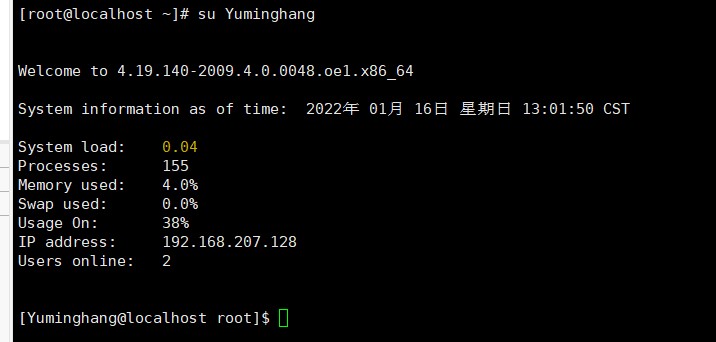 [root@localhost ~]# su Yuminghang
Welcome to 4.19.140-2009.4.0.0048.oe1.x86_64
System information as of time:  2022年 01月 16日 星期日 13:01:50 CST
System load:    0.04
Processes:      155
Memory used:    4.0%
Swap used:      0.0%
Usage On:       38%
IP address:     192.168.207.128
Users online:   2
[Yuminghang@localhost root]$